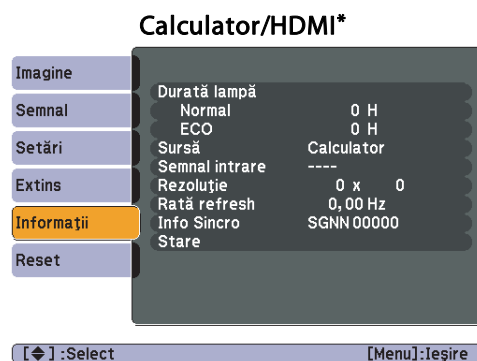 Calculator/HDMI*
Imagine
Semnal
Setări
Extins
Informaţii
Reset
Durată lampă
Normal 0 H
ECO 0 H
Sursă Calculator
Semnal intrare ----
Rezoluţie 0 x 0
Rată refresh 0,00 Hz
Info Sincro SGNN 00000
Stare
[◆] :Select [Menu]:Ieşire